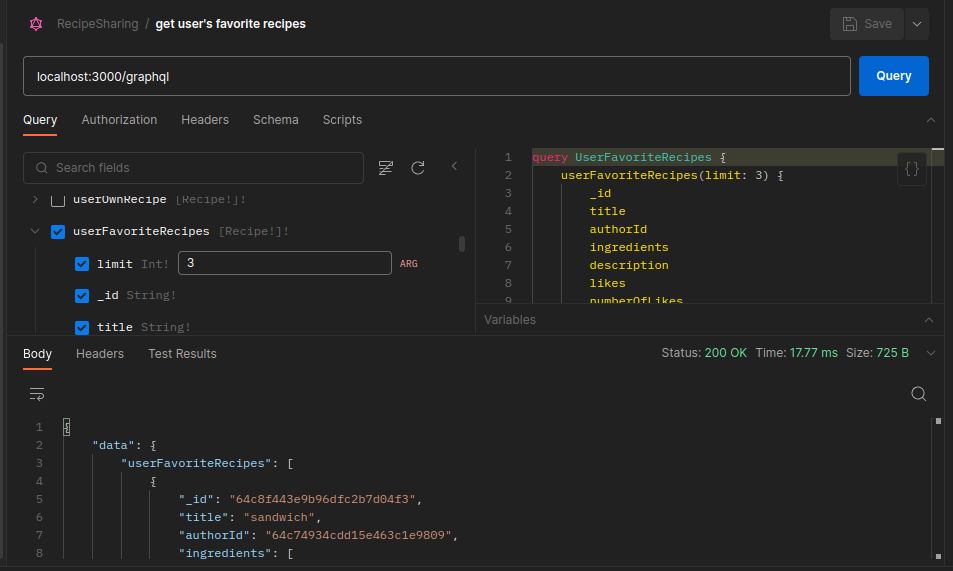 RecipeSharing / get user's favorite recipes
Save
localhost:3000/graphql
Query
Query Authorization Headers Schema Scripts
Search fields
userOwnRecipe [Recipe!]!
userFavoriteRecipes [Recipe!]!
limit Int! 3 ARG
_id String!
title String!
1 query UserFavoriteRecipes {
2 userFavoriteRecipes(limit: 3) {
3 _id
4 title
5 authorId
6 ingredients
7 description
8 likes
9 numberOfLikes
{}
Variables
Body Headers Test Results
Status: 200 OK Time: 17.77 ms Size: 725 B
1 {
2 "data": {
3 "userFavoriteRecipes": [
4 {
5 "_id": "64c8f443e9b96dfc2b7d04f3",
6 "title": "sandwich",
7 "authorId": "64c74934cdd15e463c1e9809",
8 "ingredients": [